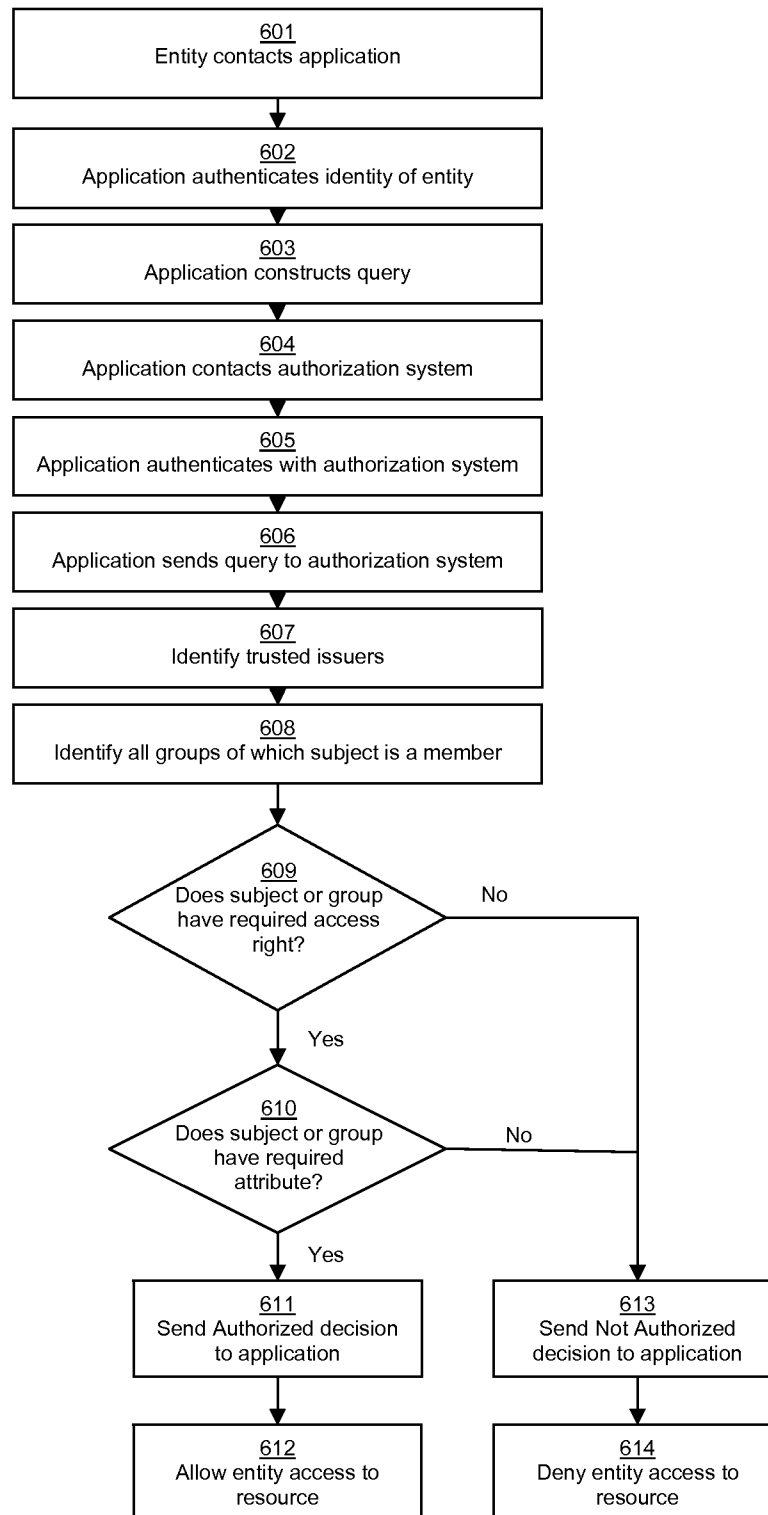 601
Entity contacts application
602
Application authenticates identity of entity
603
Application constructs query
604
Application contacts authorization system
605
Application authenticates with authorization system
606
Application sends query to authorization system
607
Identify trusted issuers
608
Identify all groups of which subject is a member
609
Does subject or group
have required access
right?
No
Yes
610
Does subject or group
have required
attribute?
No
Yes
611
Send Authorized decision
to application
613
Send Not Authorized
decision to application
612
Allow entity access to
resource
614
Deny entity access to
resource